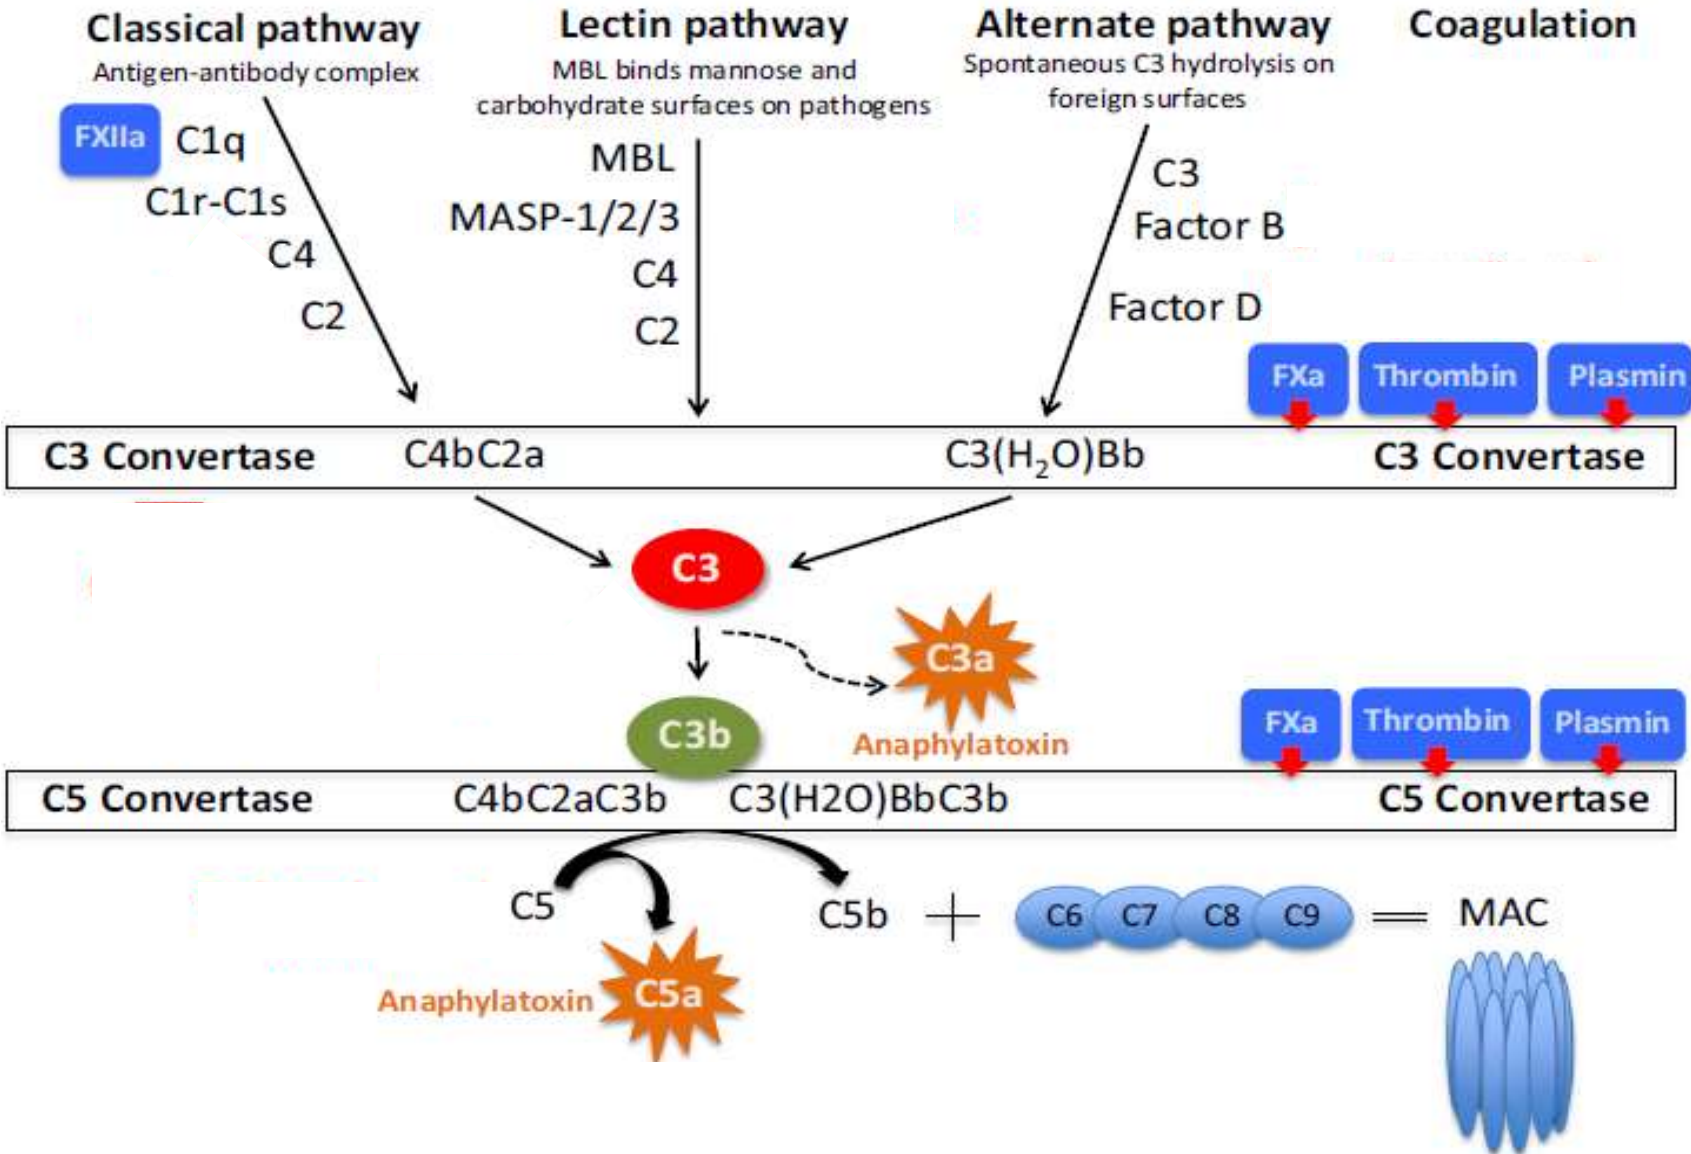 Classical pathway
Antigen-antibody complex
FXIIa
C1q
C1r-C1s
C4
C2
Lectin pathway
MBL binds mannose and
carbohydrate surfaces on pathogens
MBL
MASP-1/2/3
C4
C2
Alternate pathway
Spontaneous C3 hydrolysis on
foreign surfaces
C3
Factor B
Factor D
Coagulation
FXa
Thrombin
Plasmin
C3 Convertase
C4bC2a
C3(H₂O)Bb
C3 Convertase
C3
C3a
Anaphylatoxin
C3b
FXa
Thrombin
Plasmin
C5 Convertase
C4bC2aC3b
C3(H2O)BbC3b
C5 Convertase
C5
C5b
+
C6
C7
C8
C9
=
MAC
Anaphylatoxin
C5a